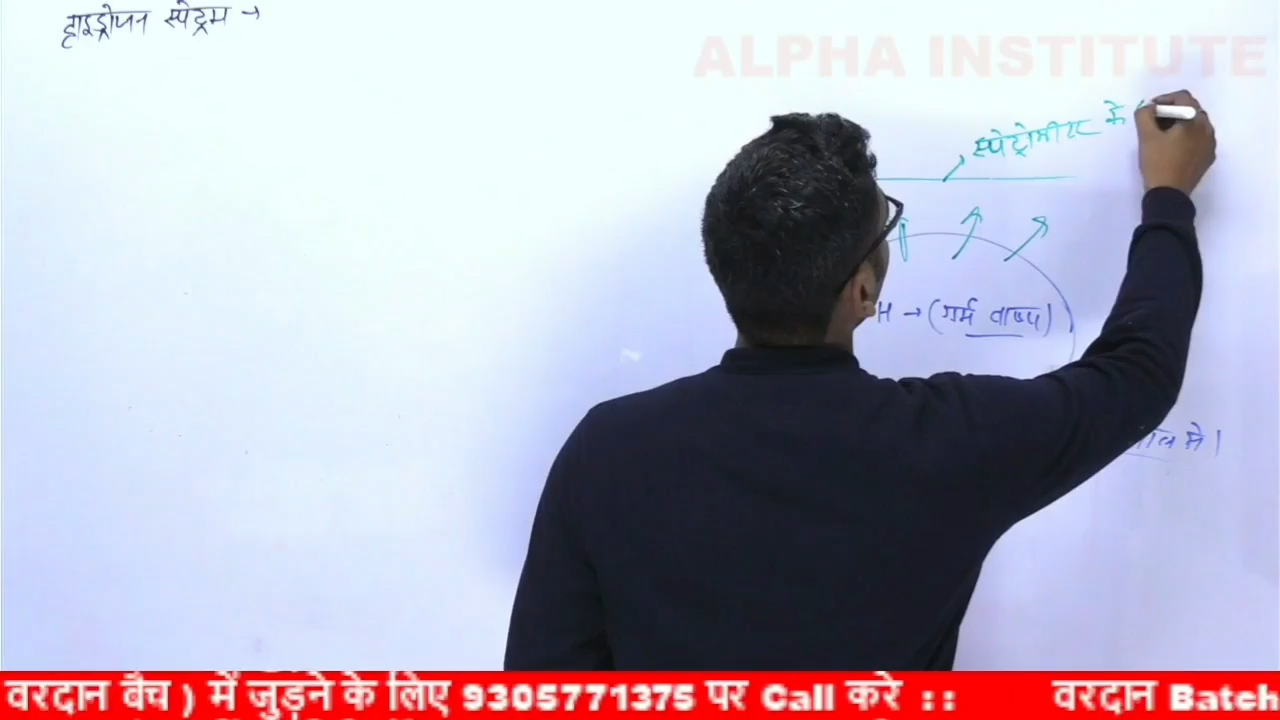 हाइड्रोजन स्पेट्रम →
ALPHA INSTITUTE
स्पेट्रोमीटर के
H → (गर्म वाष्प)
में।
वरदान बैच ) में जुड़ने के लिए 9305771375 पर Call करे : : वरदान Batch